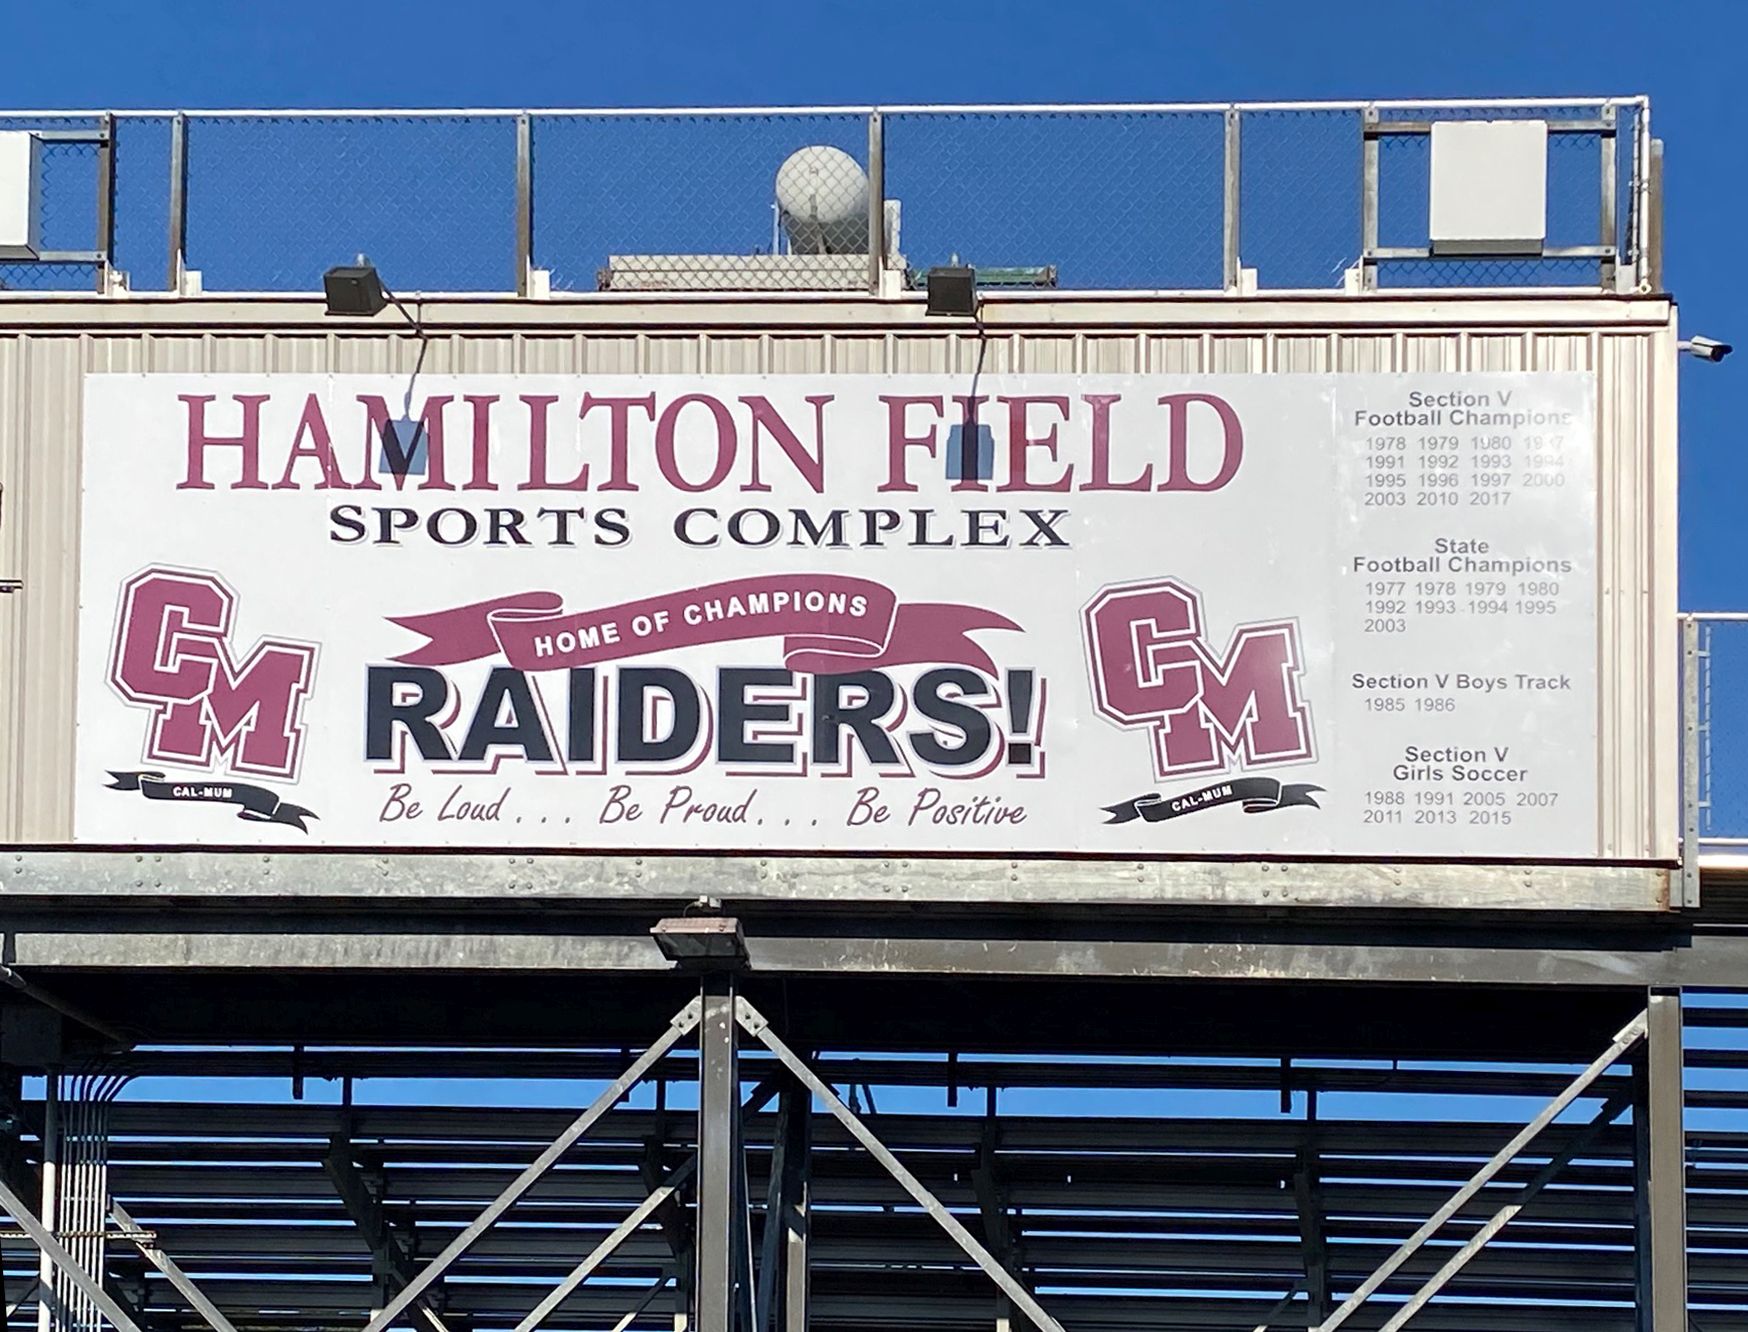 HAMILTON FIELD
SPORTS COMPLEX
HOME OF CHAMPIONS
RAIDERS!
Be Loud... Be Proud... Be Positive
CM
CAL-MUM
CM
CAL-MUM
Section V
Football Champions
1978 1979 1980
1991 1992 1993 1994
1995 1996 1997 2000
2003 2010 2017
State
Football Champions
1977 1978 1979 1980
1992 1993 1994 1995
2003
Section V Boys Track
1985 1986
Section V
Girls Soccer
1988 1991 2005 2007
2011 2013 2015